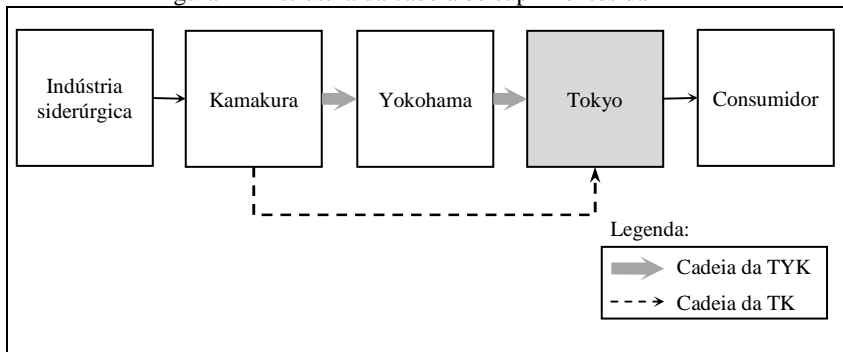 Indústria
siderúrgica
Kamakura
Yokohama
Tokyo
Consumidor
Legenda:
Cadeia da TYK
Cadeia da TK